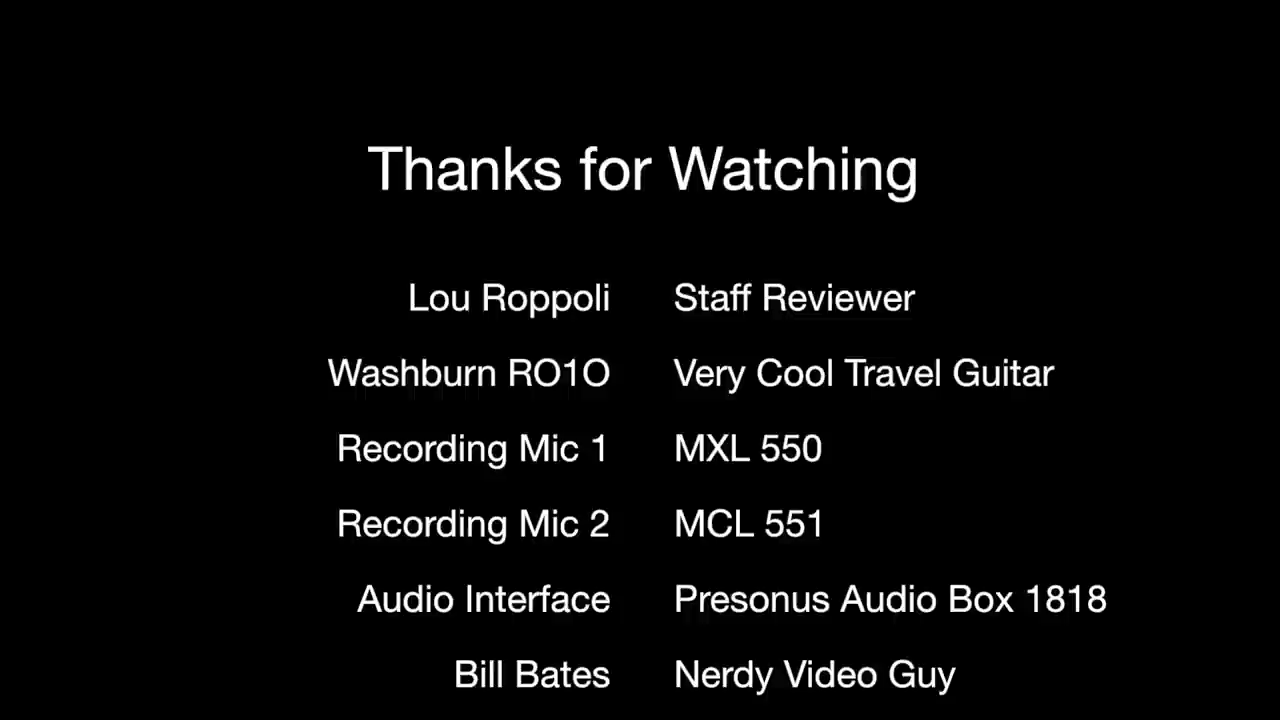 Thanks for Watching
Lou Roppoli Staff Reviewer
Washburn RO1O Very Cool Travel Guitar
Recording Mic 1 MXL 550
Recording Mic 2 MCL 551
Audio Interface Presonus Audio Box 1818
Bill Bates Nerdy Video Guy